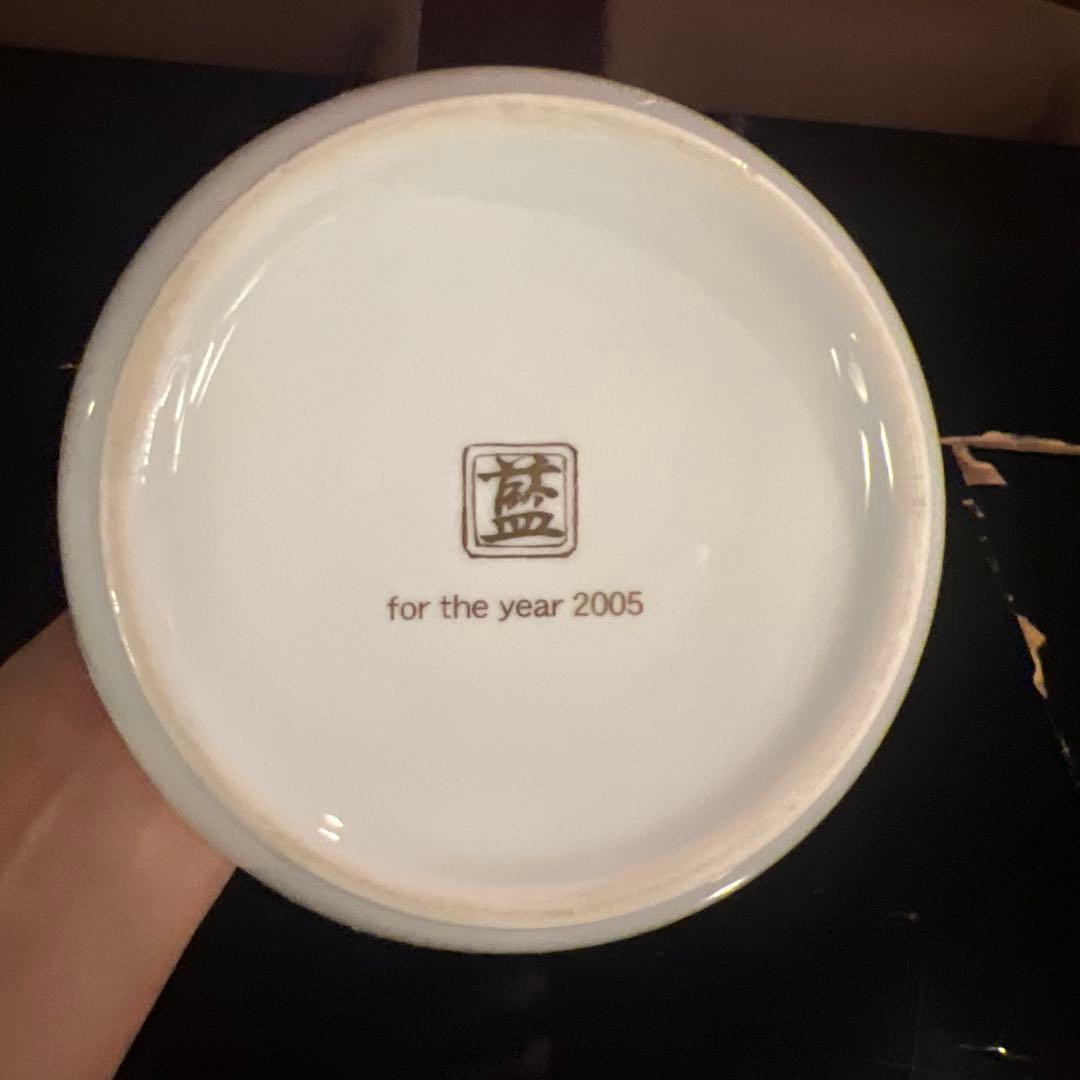 藍
for the year 2005